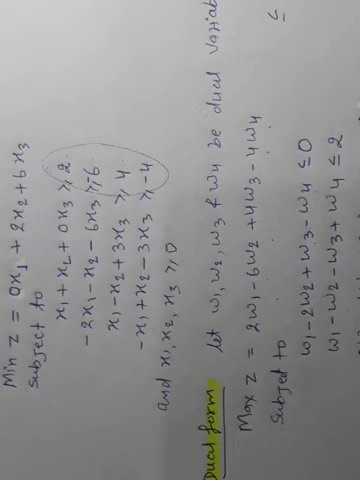 Min z = 0x₁ + 2x₂ + 6x₃
Subject to
x₁ + x₂ + 0x₃ ≥ 2
-2x₁ - x₂ - 6x₃ ≥ -6
x₁ - x₂ + 3x₃ ≥ 4
-x₁ + x₂ - 3x₃ ≥ -4
and x₁, x₂, x₃ ≥ 0
Dual form let w₁, w₂, w₃ & w₄ be dual
Max z = 2w₁ - 6w₂ + 4w₃ - 4w₄
Subject to
w₁ - 2w₂ + w₃ - w₄ ≤ 0
w₁ - w₂ - w₃ + w₄ ≤ 2